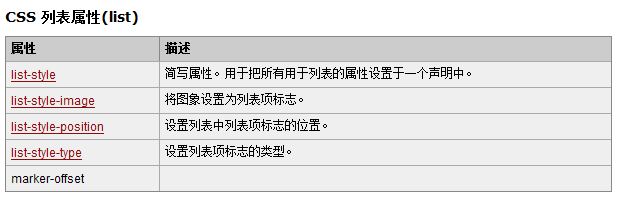 CSS 列表属性(list)
属性 描述
list-style 简写属性。用于把所有用于列表的属性设置于一个声明中。
list-style-image 将图象设置为列表项标志。
list-style-position 设置列表中列表项标志的位置。
list-style-type 设置列表项标志的类型。
marker-offset